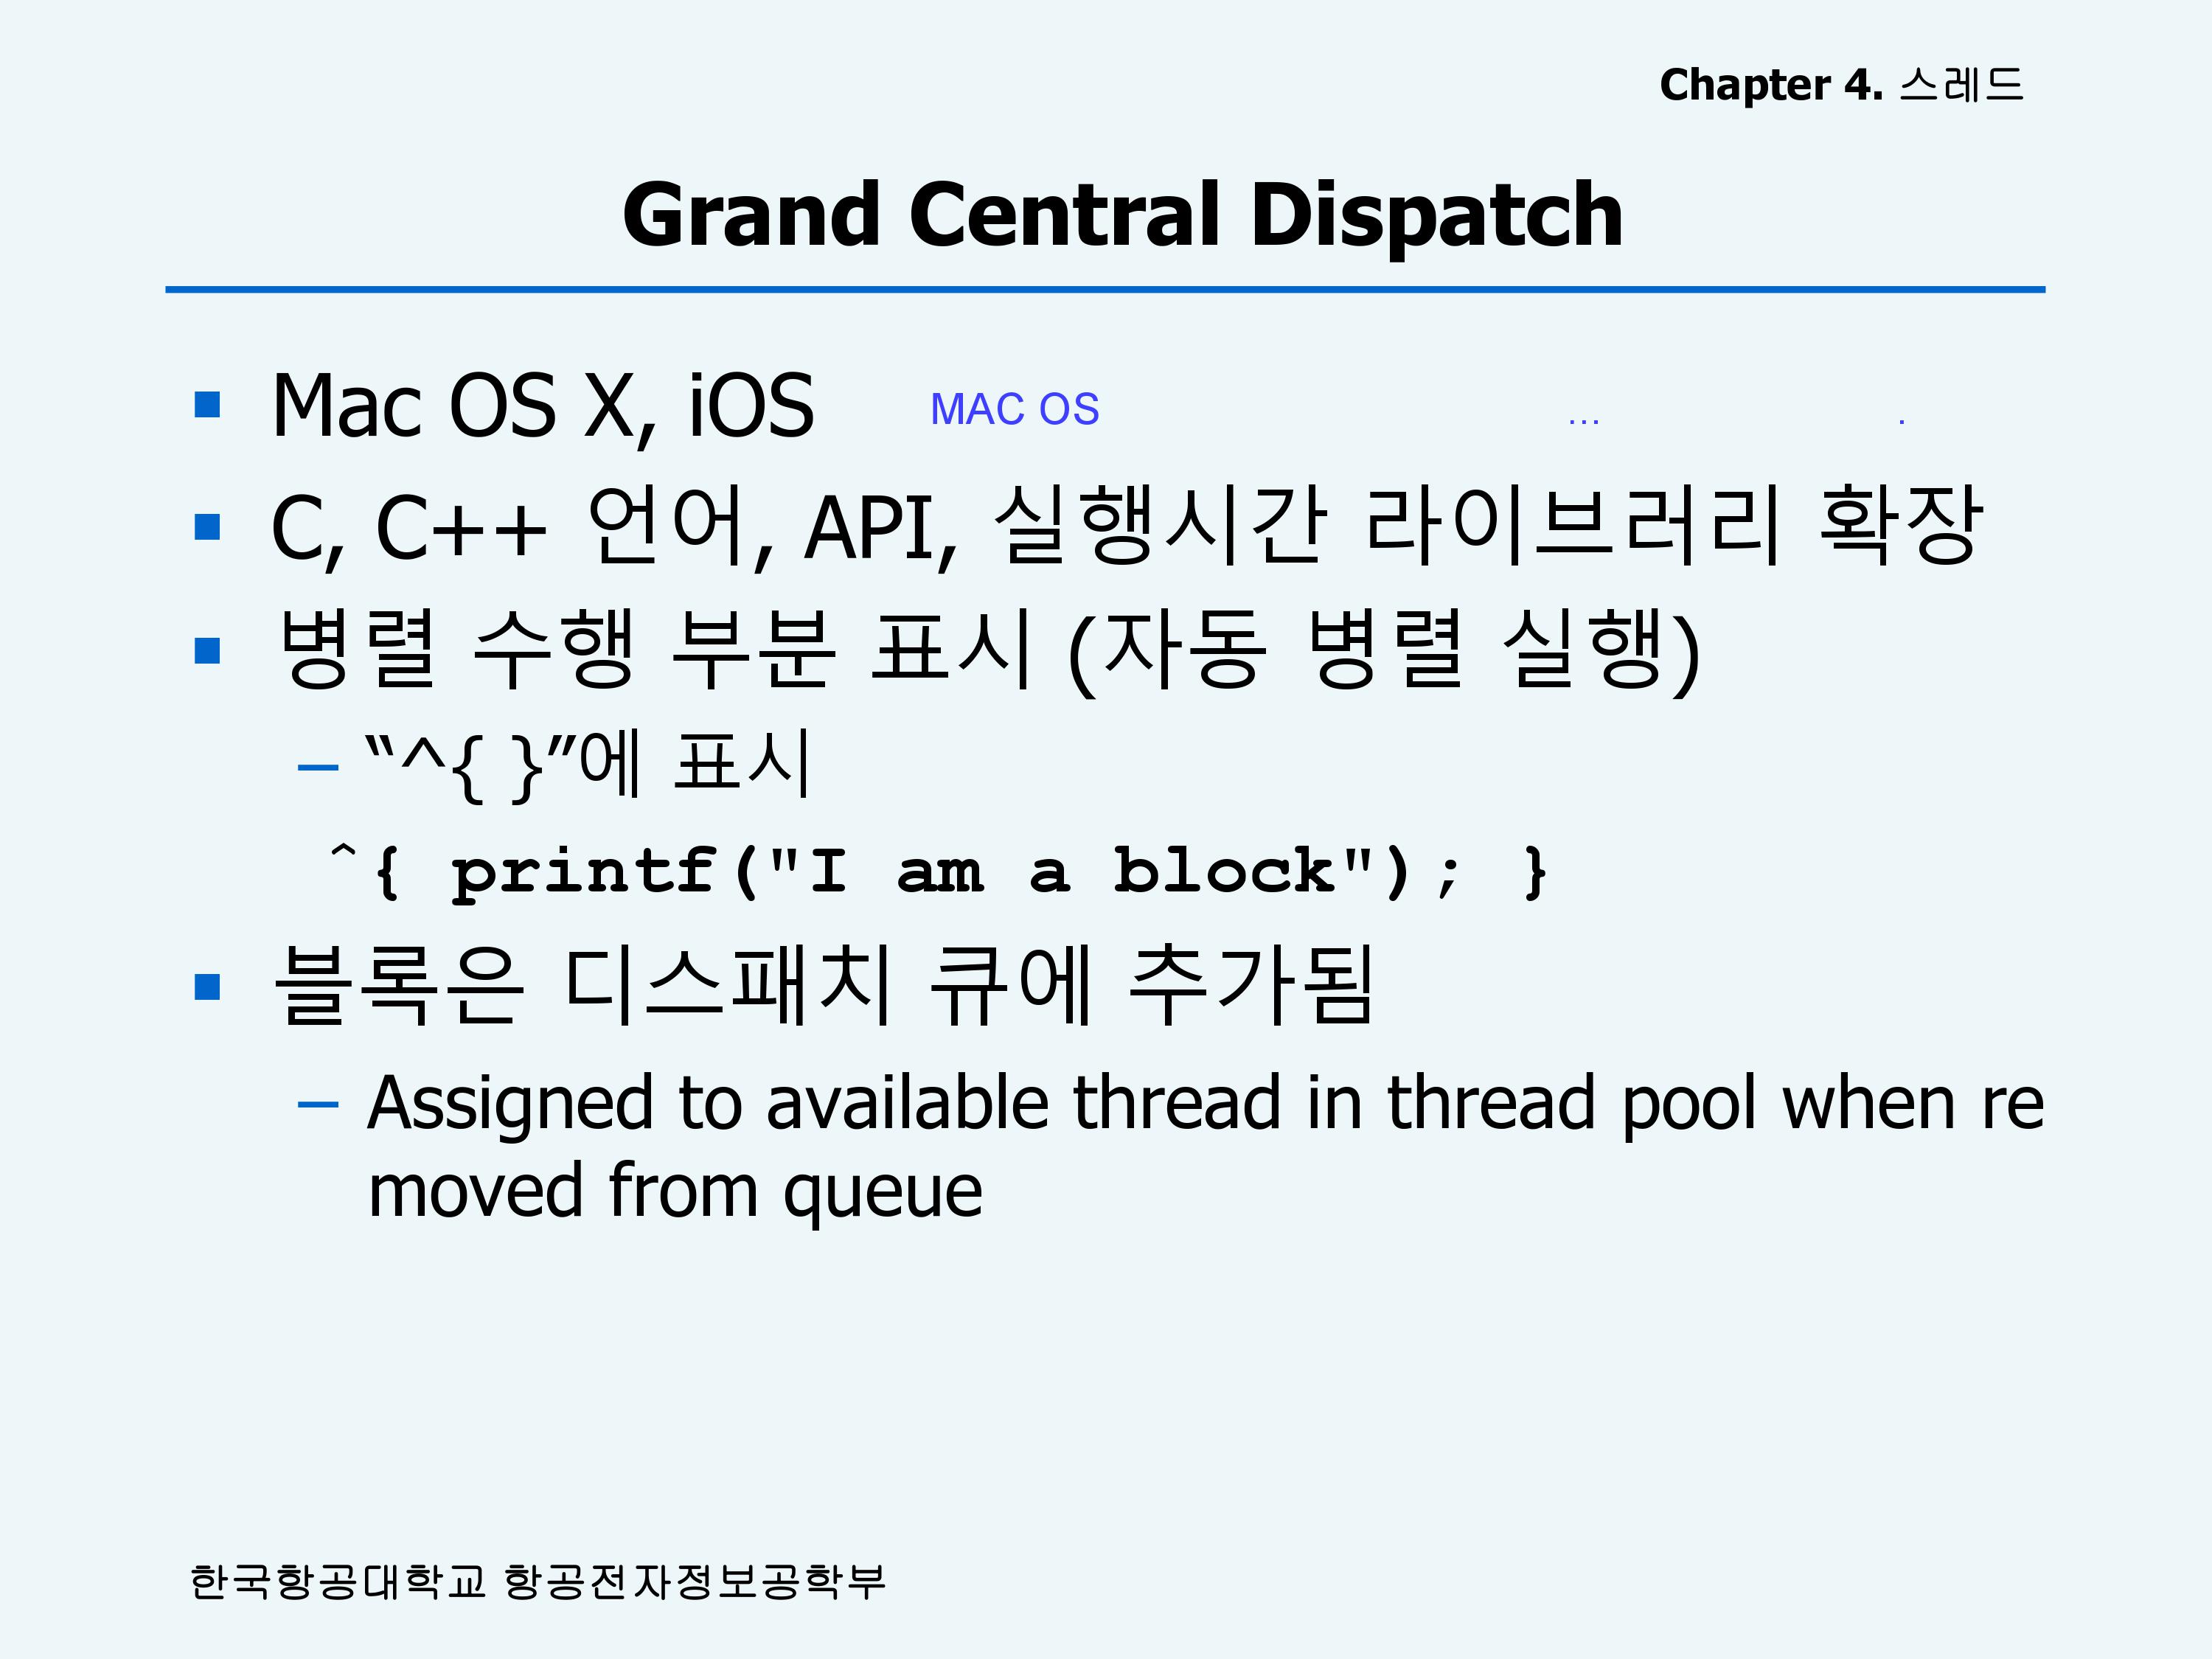 Chapter 4. 스레드
Grand Central Dispatch
Mac OS X, iOS MAC OS ... .
C, C++ 언어, API, 실행시간 라이브러리 확장
병렬 수행 부분 표시 (자동 병렬 실행)
– “^{ }”에 표시
ˆ{ printf("I am a block"); }
블록은 디스패치 큐에 추가됨
– Assigned to available thread in thread pool when re
moved from queue
한국항공대학교 항공전자정보공학부